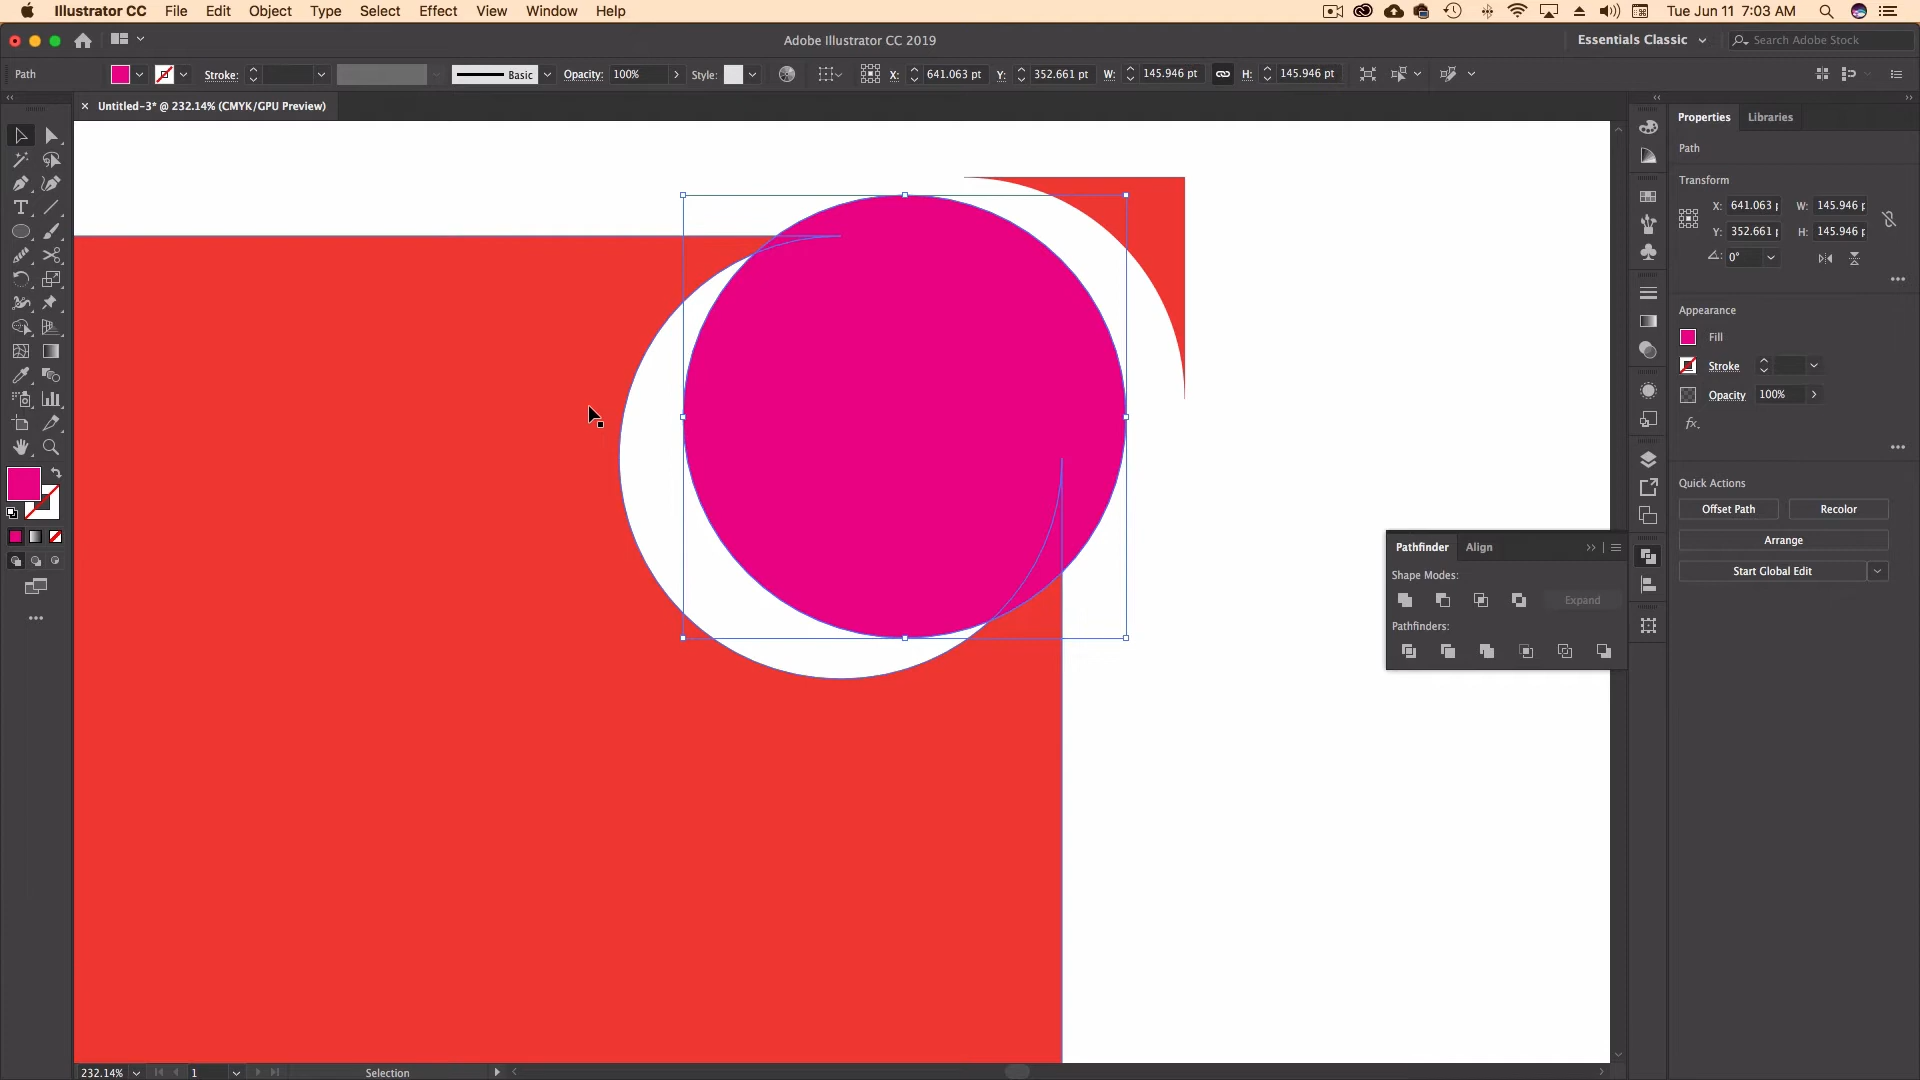 Illustrator CC File Edit Object Type Select Effect View Window Help Tue Jun 11 7:03 AM
Adobe Illustrator CC 2019 Essentials Classic Search Adobe Stock
Path Stroke: Basic Opacity: 100% Style: X: 641.063 pt Y: 352.661 pt W: 145.946 pt H: 145.946 pt
Untitled-3* @ 232.14% (CMYK/GPU Preview)
Properties Libraries
Path
Transform
X: 641.063 p W: 145.946 p
Y: 352.661 p H: 145.946 p
0°
Appearance
Fill
Stroke
Opacity 100%
fx.
Quick Actions
Offset Path Recolor
Arrange
Start Global Edit
Pathfinder Align
Shape Modes:
Expand
Pathfinders:
232.14% 1 Selection